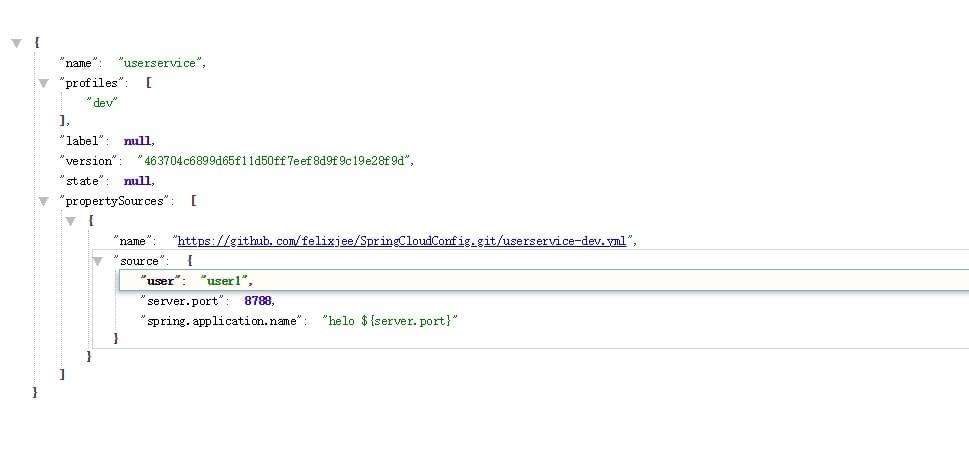 {
"name": "userservice",
"profiles": [
"dev"
],
"label": null,
"version": "463704c6899d65f11d50ff7eef8d9f9c19e28f9d",
"state": null,
"propertySources": [
{
"name": "https://github.com/felixjee/SpringCloudConfig.git/userservice-dev.yml",
"source": {
"user": "user1",
"server.port": 8788,
"spring.application.name": "helo ${server.port}"
}
}
]
}